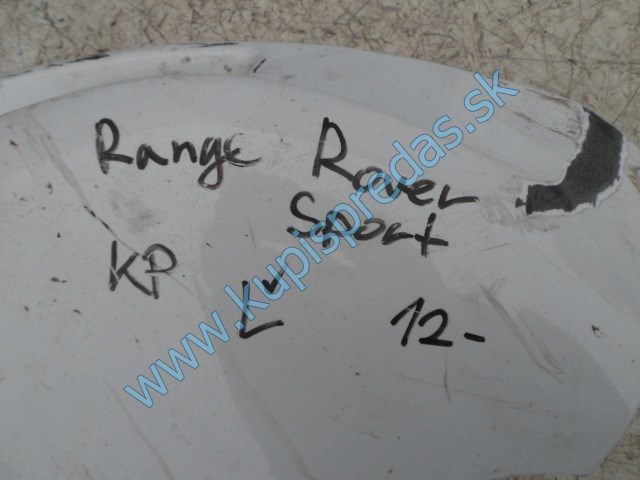 Range Rover
Sport
KP
Ľ 12-
www.kupispredas.sk